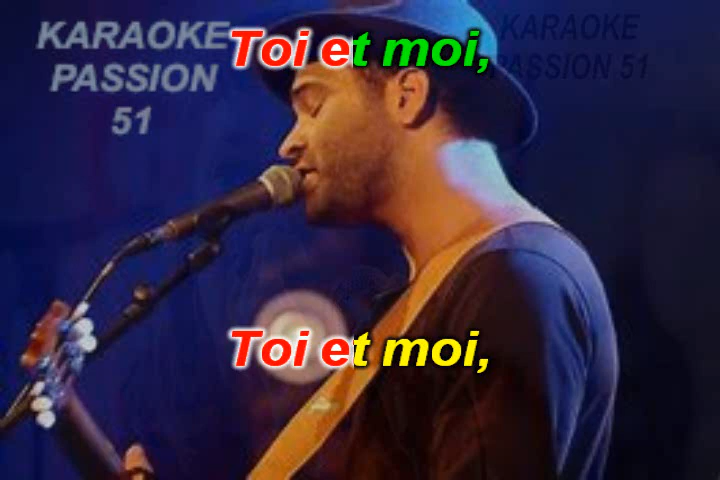 KARAOKE
PASSION
51
KARAOKE
PASSION 51
Toi et moi,
Toi et moi,